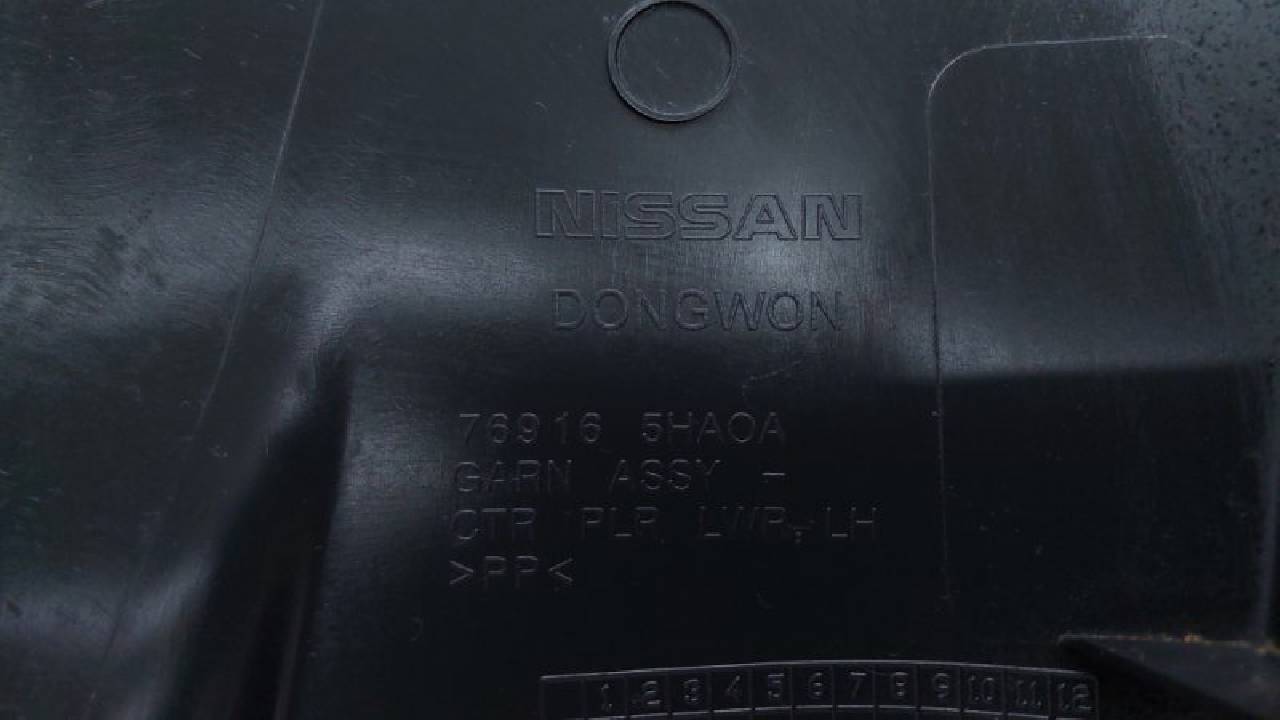 NISSAN
DONGWON
76916 5HA0A
GARN ASSY -
CTR PLR LWR, LH
>PP<
1 2 3 4 5 6 7 8 9 10 11 12